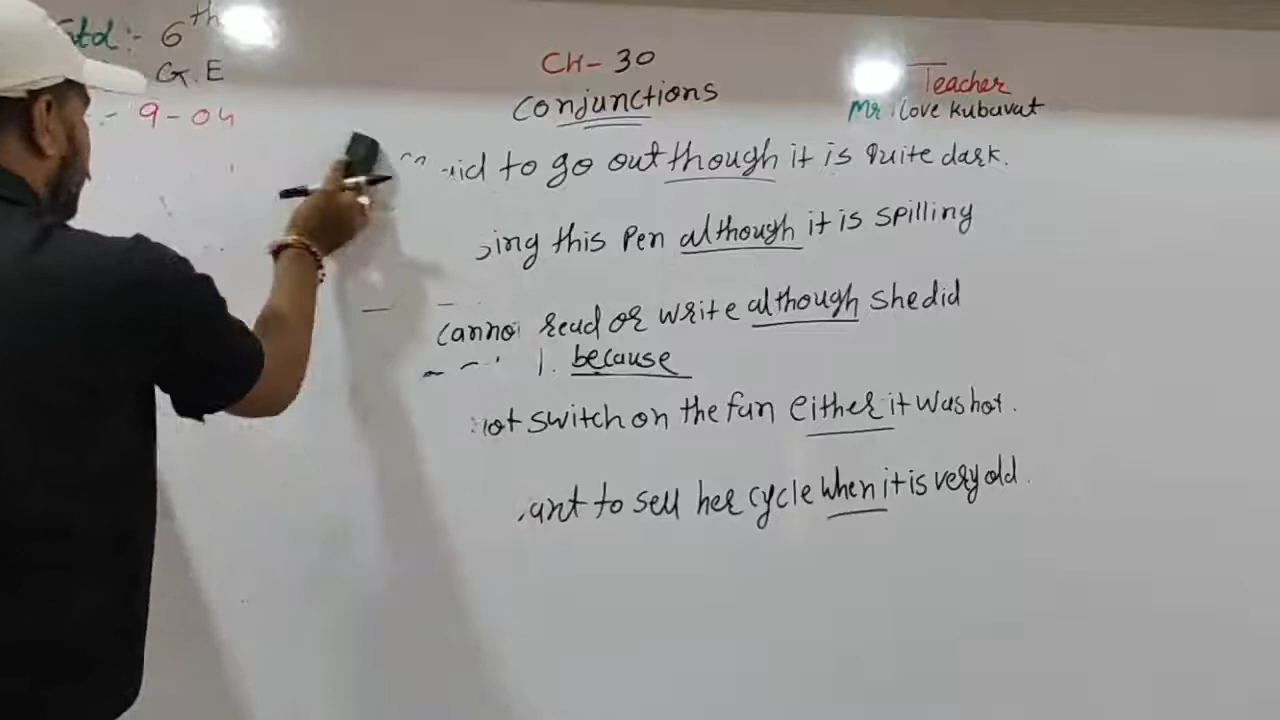 Std:- 6th
G.E
:- 9-04
CH- 30
Conjunctions
Teacher
Mr. Love Kubavat
to go out though it is quite dark.
this Pen although it is spilling
read or write although she did
because
switch on the fan either it was hot.
to sell her cycle when it is very old.